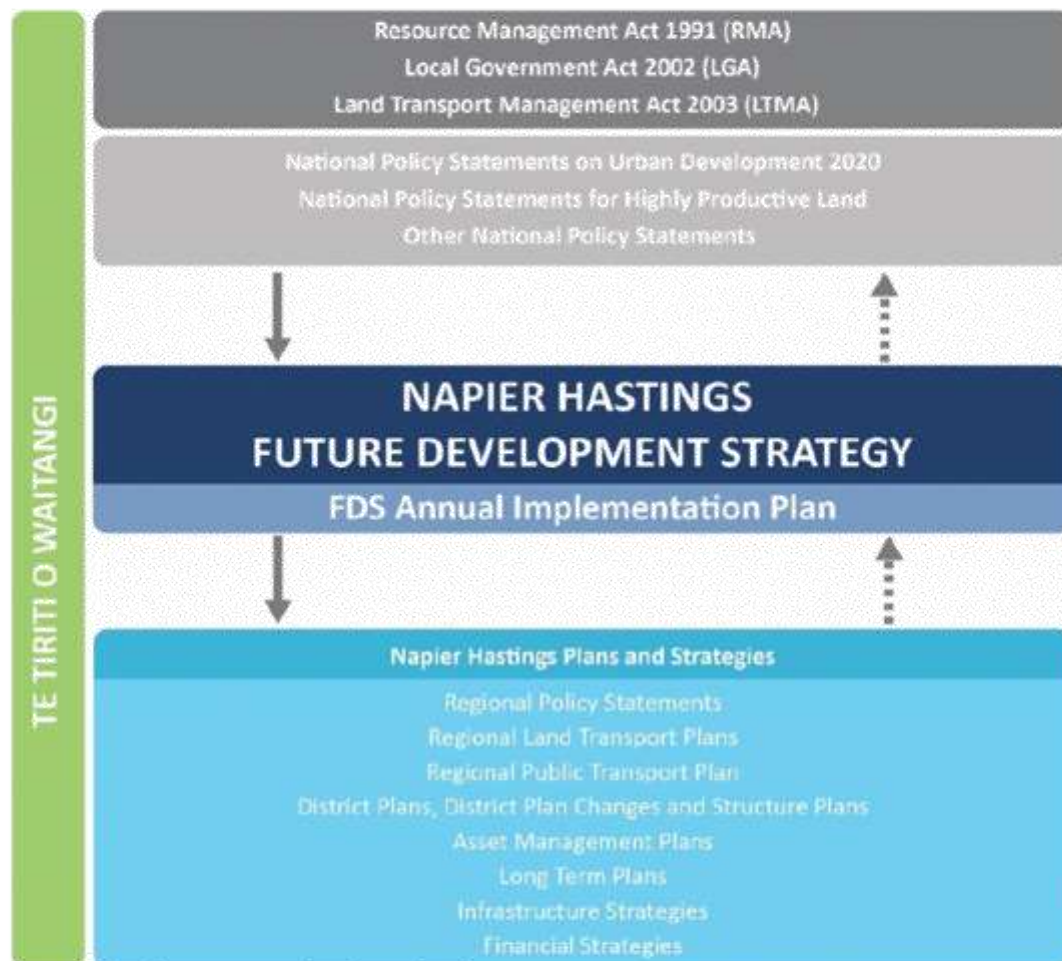 TE TIRITI O WAITANGI
Resource Management Act 1991 (RMA)
Local Government Act 2002 (LGA)
Land Transport Management Act 2003 (LTMA)
National Policy Statements on Urban Development 2020
National Policy Statements for Highly Productive Land
Other National Policy Statements
NAPIER HASTINGS
FUTURE DEVELOPMENT STRATEGY
FDS Annual Implementation Plan
Napier Hastings Plans and Strategies
Regional Policy Statements
Regional Land Transport Plans
Regional Public Transport Plan
District Plans, District Plan Changes and Structure Plans
Asset Management Plans
Long Term Plans
Infrastructure Strategies
Financial Strategies